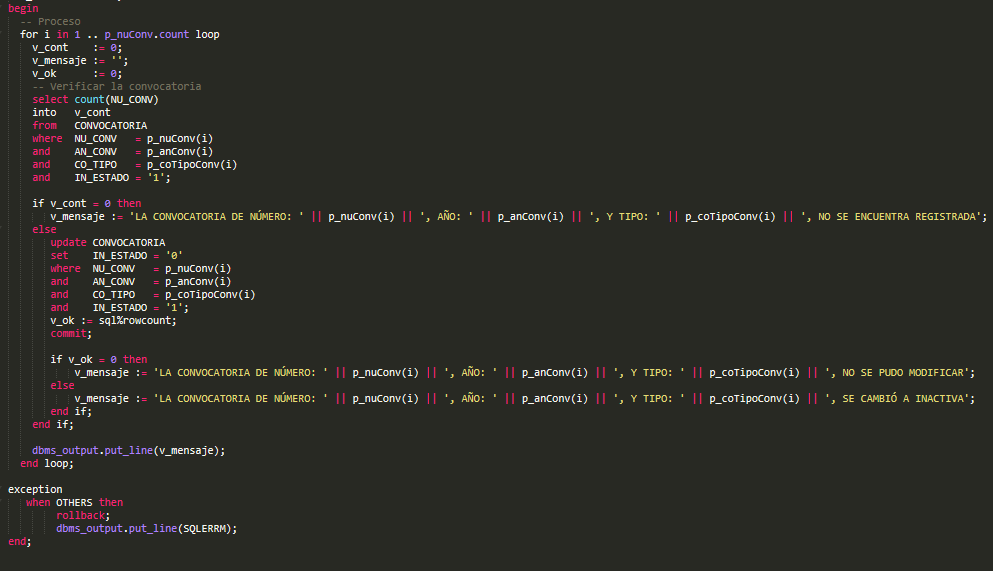 begin
-- Proceso
for i in 1 .. p_nuConv.count loop
v_cont    := 0;
v_mensaje := '';
v_ok      := 0;
-- Verificar la convocatoria
select count(NU_CONV)
into   v_cont
from   CONVOCATORIA
where  NU_CONV   = p_nuConv(i)
and    AN_CONV   = p_anConv(i)
and    CO_TIPO   = p_coTipoConv(i)
and    IN_ESTADO = '1';
if v_cont = 0 then
v_mensaje := 'LA CONVOCATORIA DE NÚMERO: ' || p_nuConv(i) || ', AÑO: ' || p_anConv(i) || ', Y TIPO: ' || p_coTipoConv(i) || ', NO SE ENCUENTRA REGISTRADA';
else
update CONVOCATORIA
set    IN_ESTADO = '0'
where  NU_CONV   = p_nuConv(i)
and    AN_CONV   = p_anConv(i)
and    CO_TIPO   = p_coTipoConv(i)
and    IN_ESTADO = '1';
v_ok := sql%rowcount;
commit;
if v_ok = 0 then
v_mensaje := 'LA CONVOCATORIA DE NÚMERO: ' || p_nuConv(i) || ', AÑO: ' || p_anConv(i) || ', Y TIPO: ' || p_coTipoConv(i) || ', NO SE PUDO MODIFICAR';
else
v_mensaje := 'LA CONVOCATORIA DE NÚMERO: ' || p_nuConv(i) || ', AÑO: ' || p_anConv(i) || ', Y TIPO: ' || p_coTipoConv(i) || ', SE CAMBIÓ A INACTIVA';
end if;
end if;
dbms_output.put_line(v_mensaje);
end loop;
exception
when OTHERS then
rollback;
dbms_output.put_line(SQLERRM);
end;